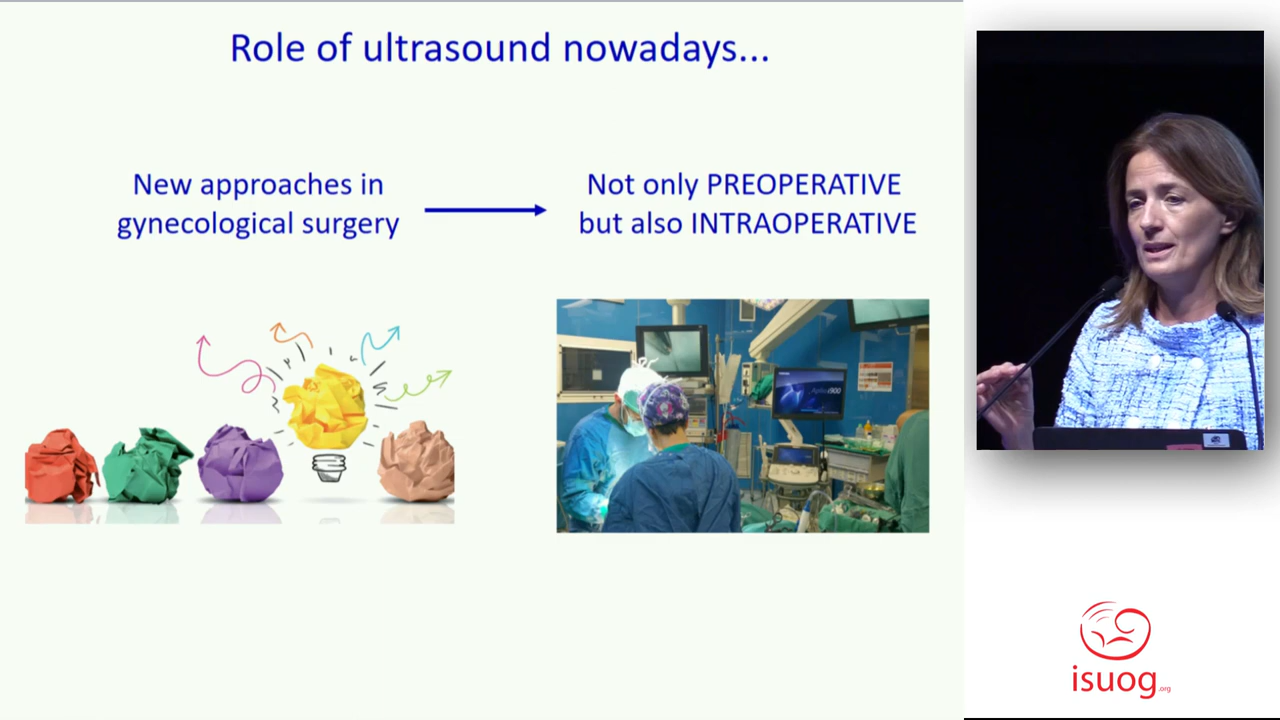 Role of ultrasound nowadays...
New approaches in
gynecological surgery
Not only PREOPERATIVE
but also INTRAOPERATIVE
isuog.org